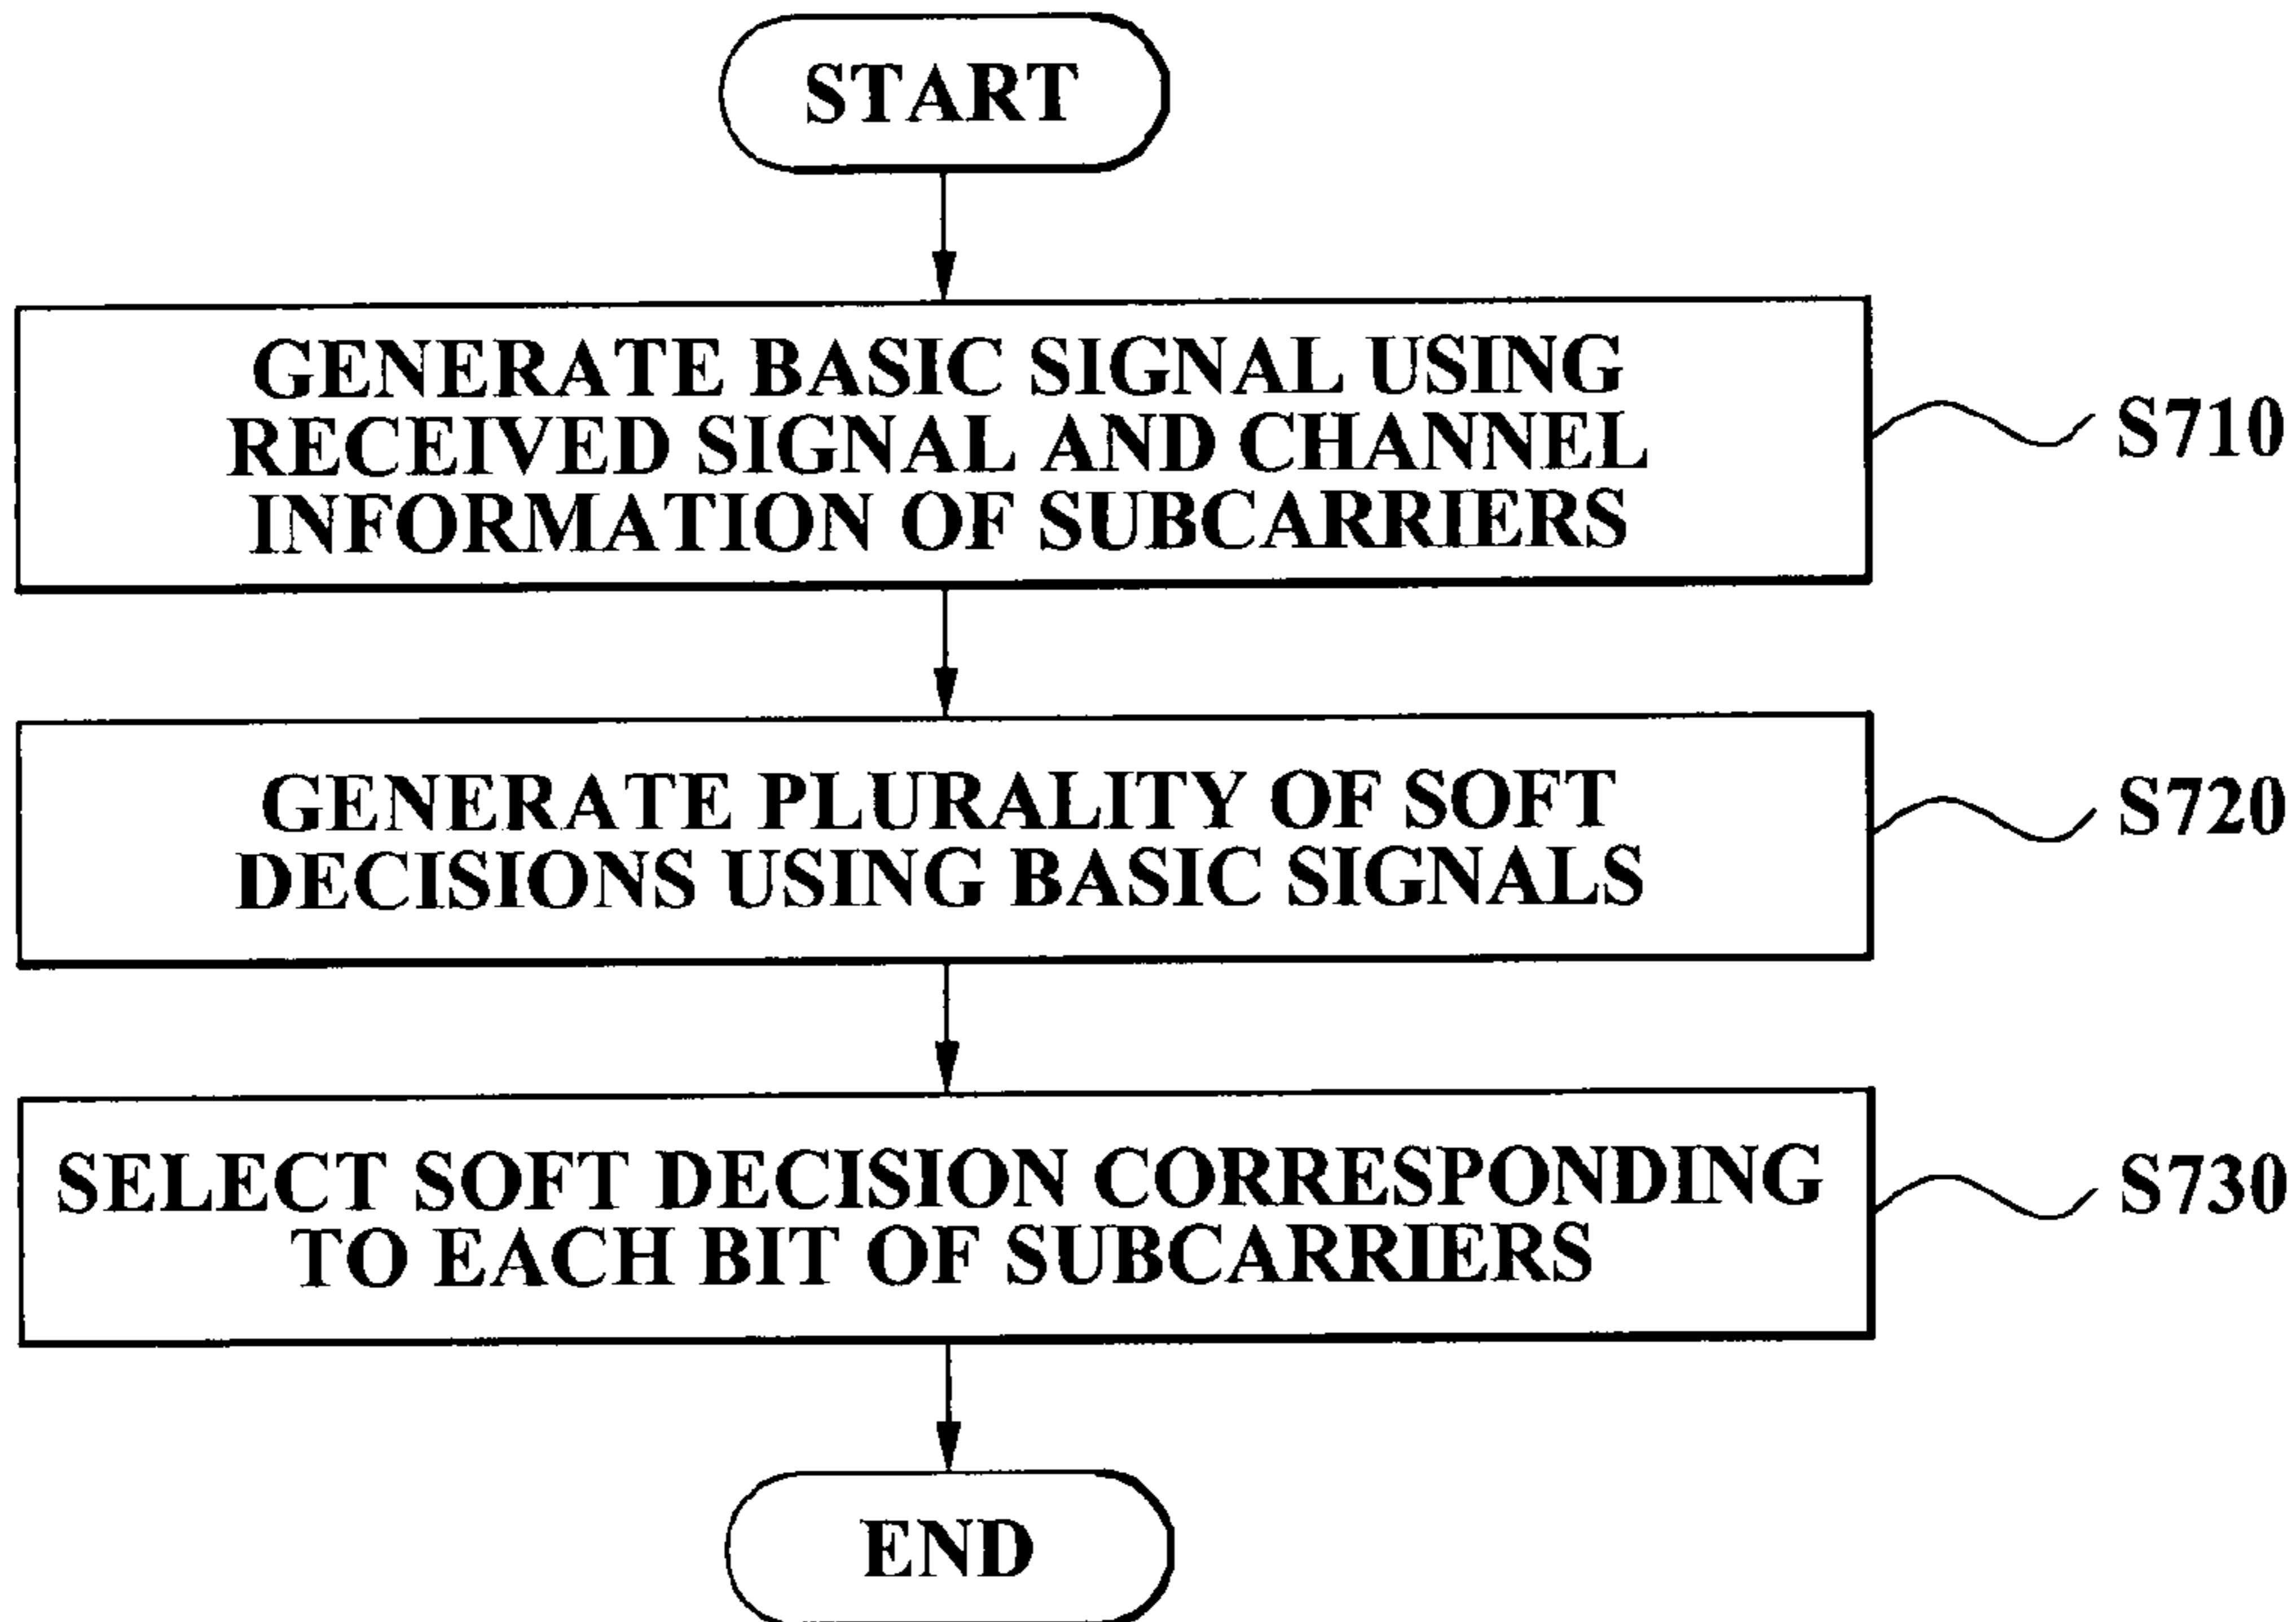 START
GENERATE BASIC SIGNAL USING
RECEIVED SIGNAL AND CHANNEL
INFORMATION OF SUBCARRIERS
S710
GENERATE PLURALITY OF SOFT
DECISIONS USING BASIC SIGNALS
S720
SELECT SOFT DECISION CORRESPONDING
TO EACH BIT OF SUBCARRIERS
S730
END